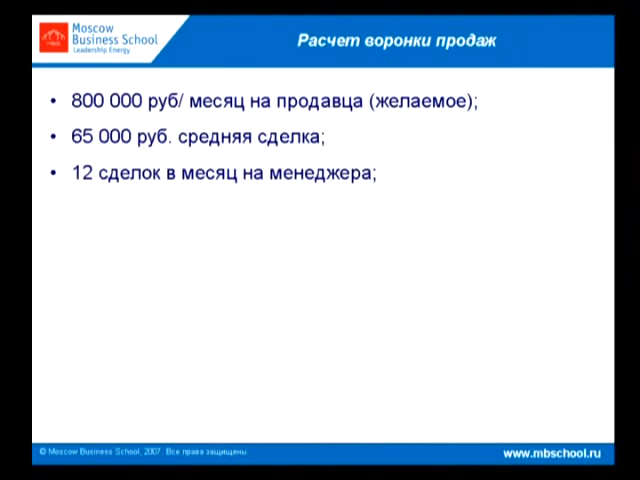 Moscow
Business School
Leadership Energy
Расчет воронки продаж
• 800 000 руб/ месяц на продавца (желаемое);
• 65 000 руб. средняя сделка;
• 12 сделок в месяц на менеджера;
© Moscow Business School, 2007. Все права защищены
www.mbschool.ru